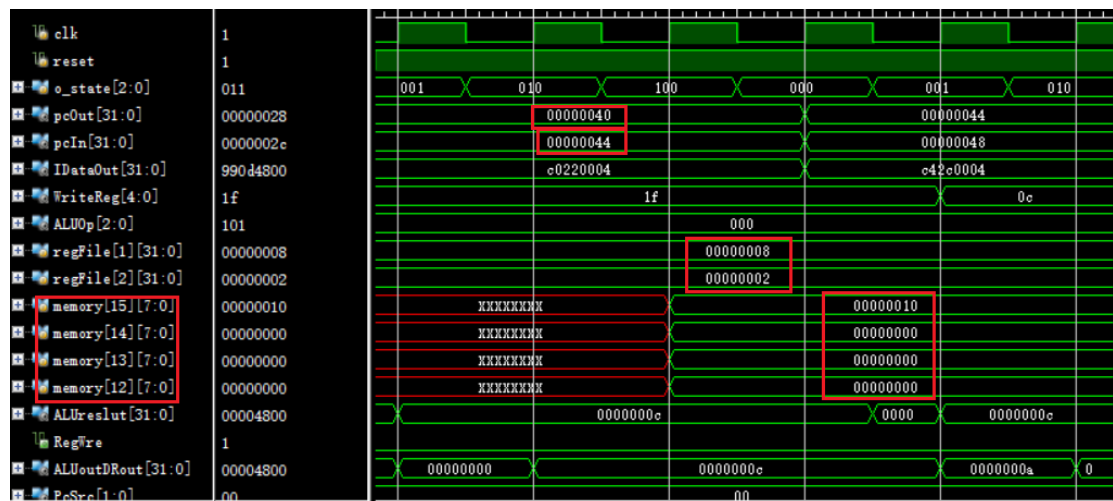 clk 1
reset 1
o_state[2:0] 011 001 010 100 000 001 010
pcOut[31:0] 00000028 00000040 00000044
pcIn[31:0] 0000002c 00000044 00000048
IDataOut[31:0] 990d4800 c0220004 c42c0004
WriteReg[4:0] 1f 1f 0c
ALUOp[2:0] 101 000
regFile[1][31:0] 00000008 00000008
regFile[2][31:0] 00000002 00000002
memory[15][7:0] 00000010 XXXXXXXX 00000010
memory[14][7:0] 00000000 XXXXXXXX 00000000
memory[13][7:0] 00000000 XXXXXXXX 00000000
memory[12][7:0] 00000000 XXXXXXXX 00000000
ALUreslut[31:0] 00004800 0000000c 0000 0000000c
RegWre 1
ALUoutDRout[31:0] 00004800 00000000 0000000c 0000000a 0
PcSrc[1:0] 00 00